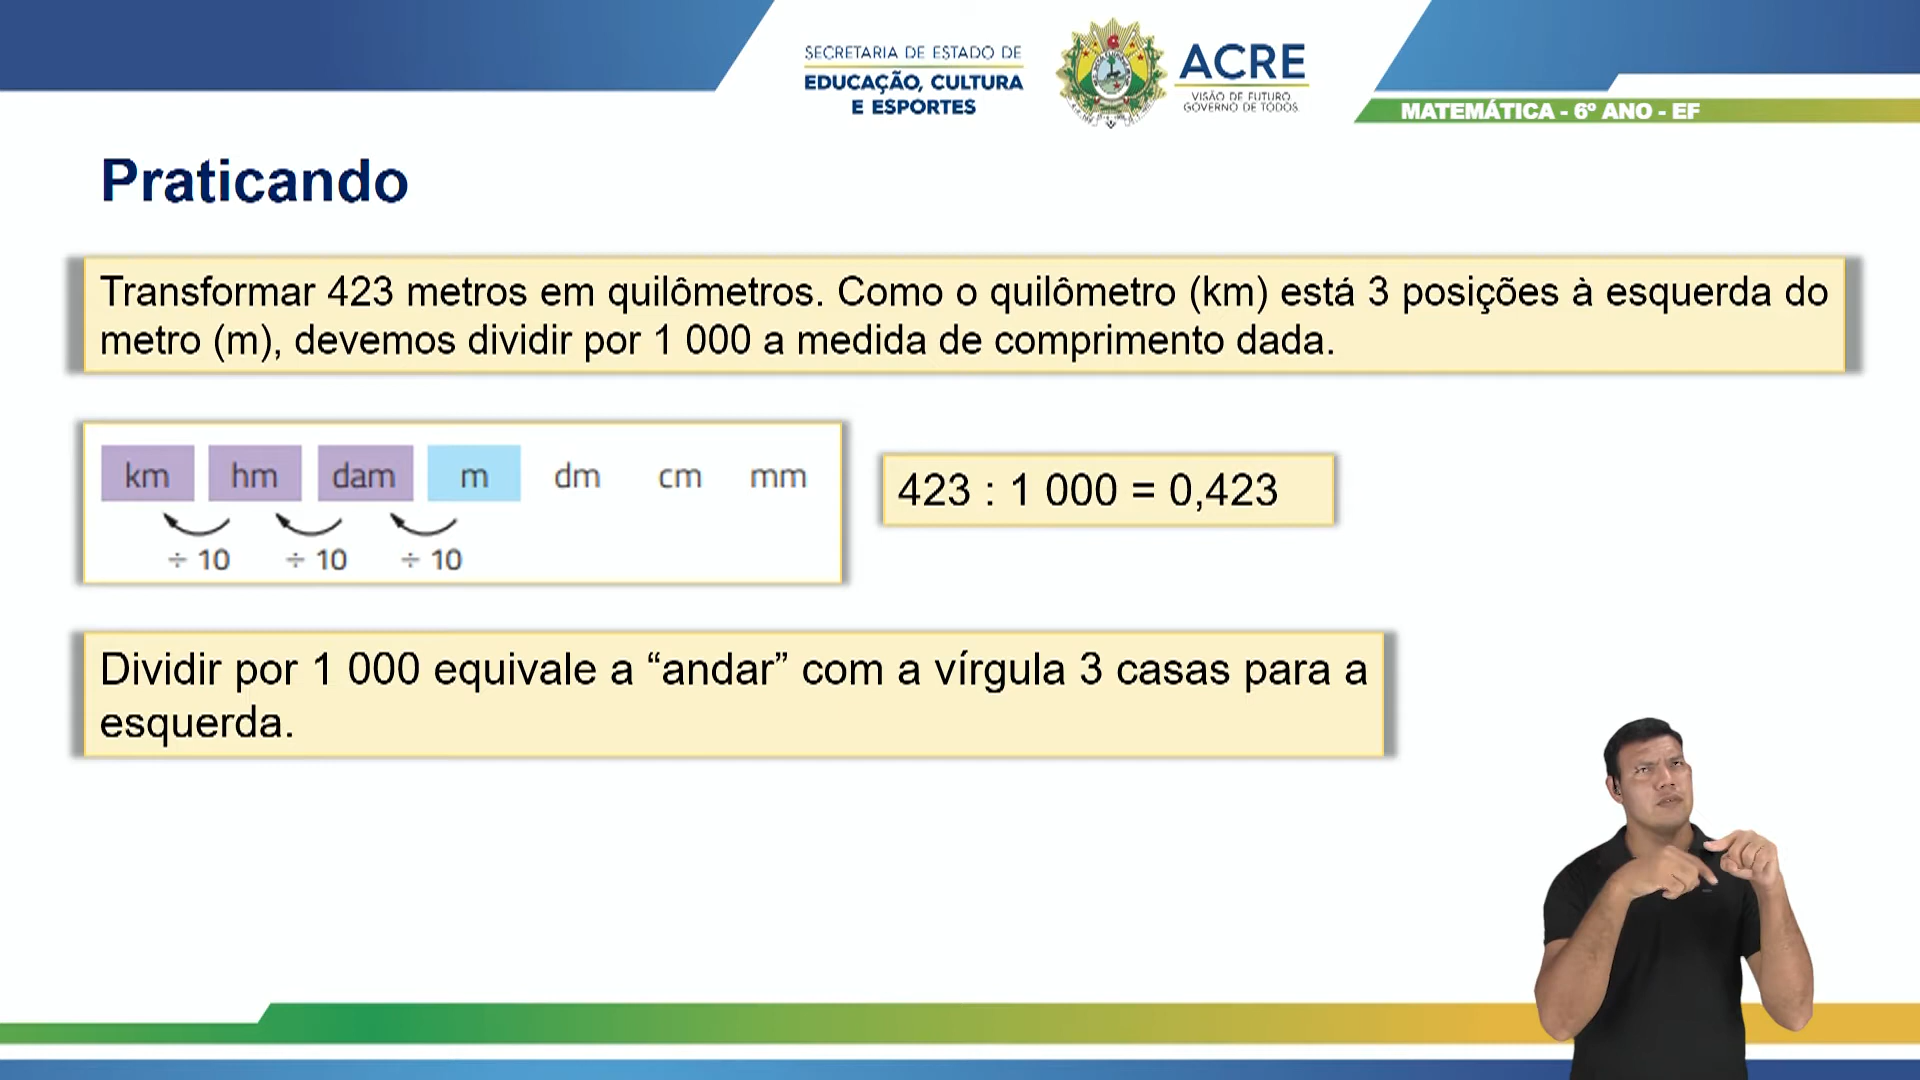 SECRETARIA DE ESTADO DE
EDUCAÇÃO, CULTURA
E ESPORTES
ACRE
VISÃO DE FUTURO
GOVERNO DE TODOS
MATEMÁTICA - 6º ANO - EF
Praticando
Transformar 423 metros em quilômetros. Como o quilômetro (km) está 3 posições à esquerda do
metro (m), devemos dividir por 1 000 a medida de comprimento dada.
km hm dam m dm cm mm
÷ 10 ÷ 10 ÷ 10
423 : 1 000 = 0,423
Dividir por 1 000 equivale a “andar” com a vírgula 3 casas para a
esquerda.